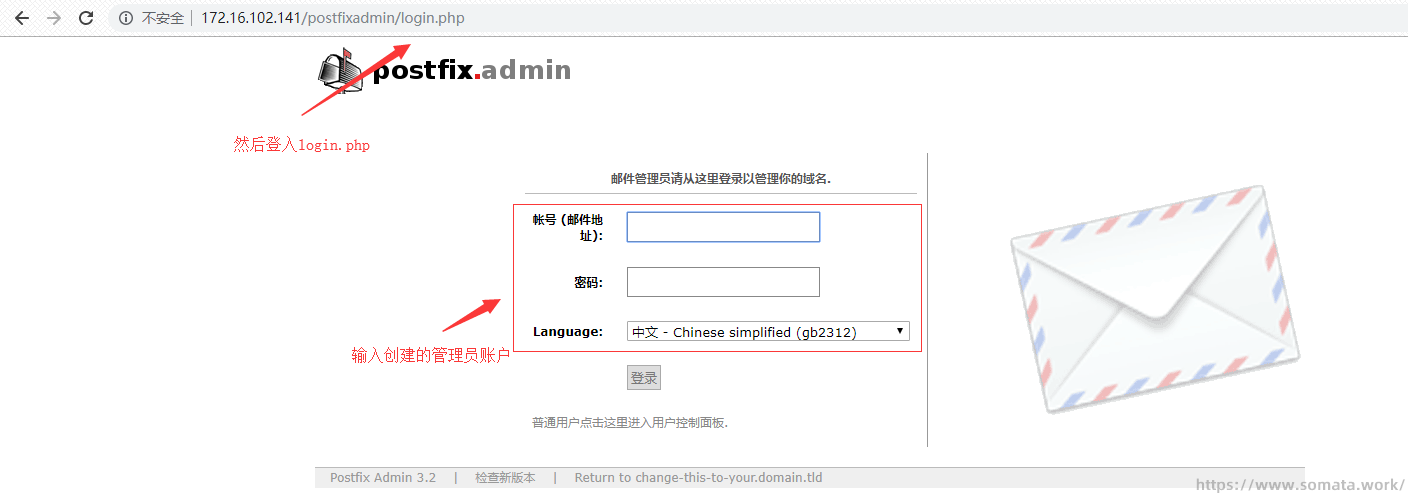 不安全 | 172.16.102.141/postfixadmin/login.php
postfix.admin
然后登入login.php
邮件管理员请从这里登录以管理你的域名.
帐号 (邮件地
址):
密码:
输入创建的管理员账户
Language: 中文 - Chinese simplified (gb2312)
登录
普通用户点击这里进入用户控制面板.
Postfix Admin 3.2 | 检查新版本 | Return to change-this-to-your.domain.tld
https://www.somata.work/